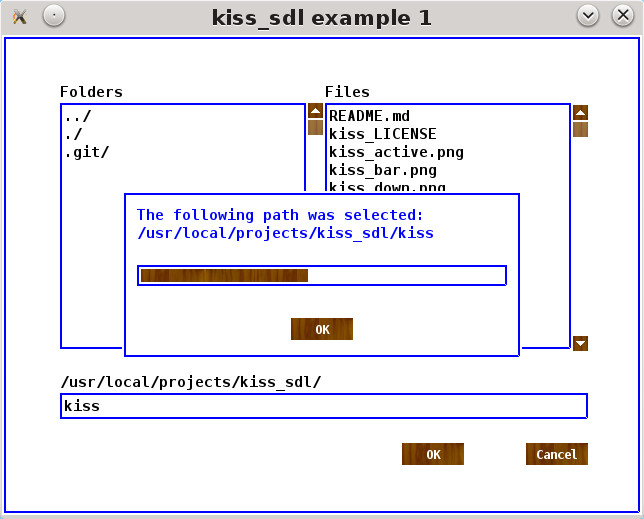 kiss_sdl example 1
Folders
Files
../
./
.git/
README.md
kiss_LICENSE
kiss_active.png
kiss_bar.png
kiss_down.png
The following path was selected:
/usr/local/projects/kiss_sdl/kiss
OK
/usr/local/projects/kiss_sdl/
kiss
OK
Cancel